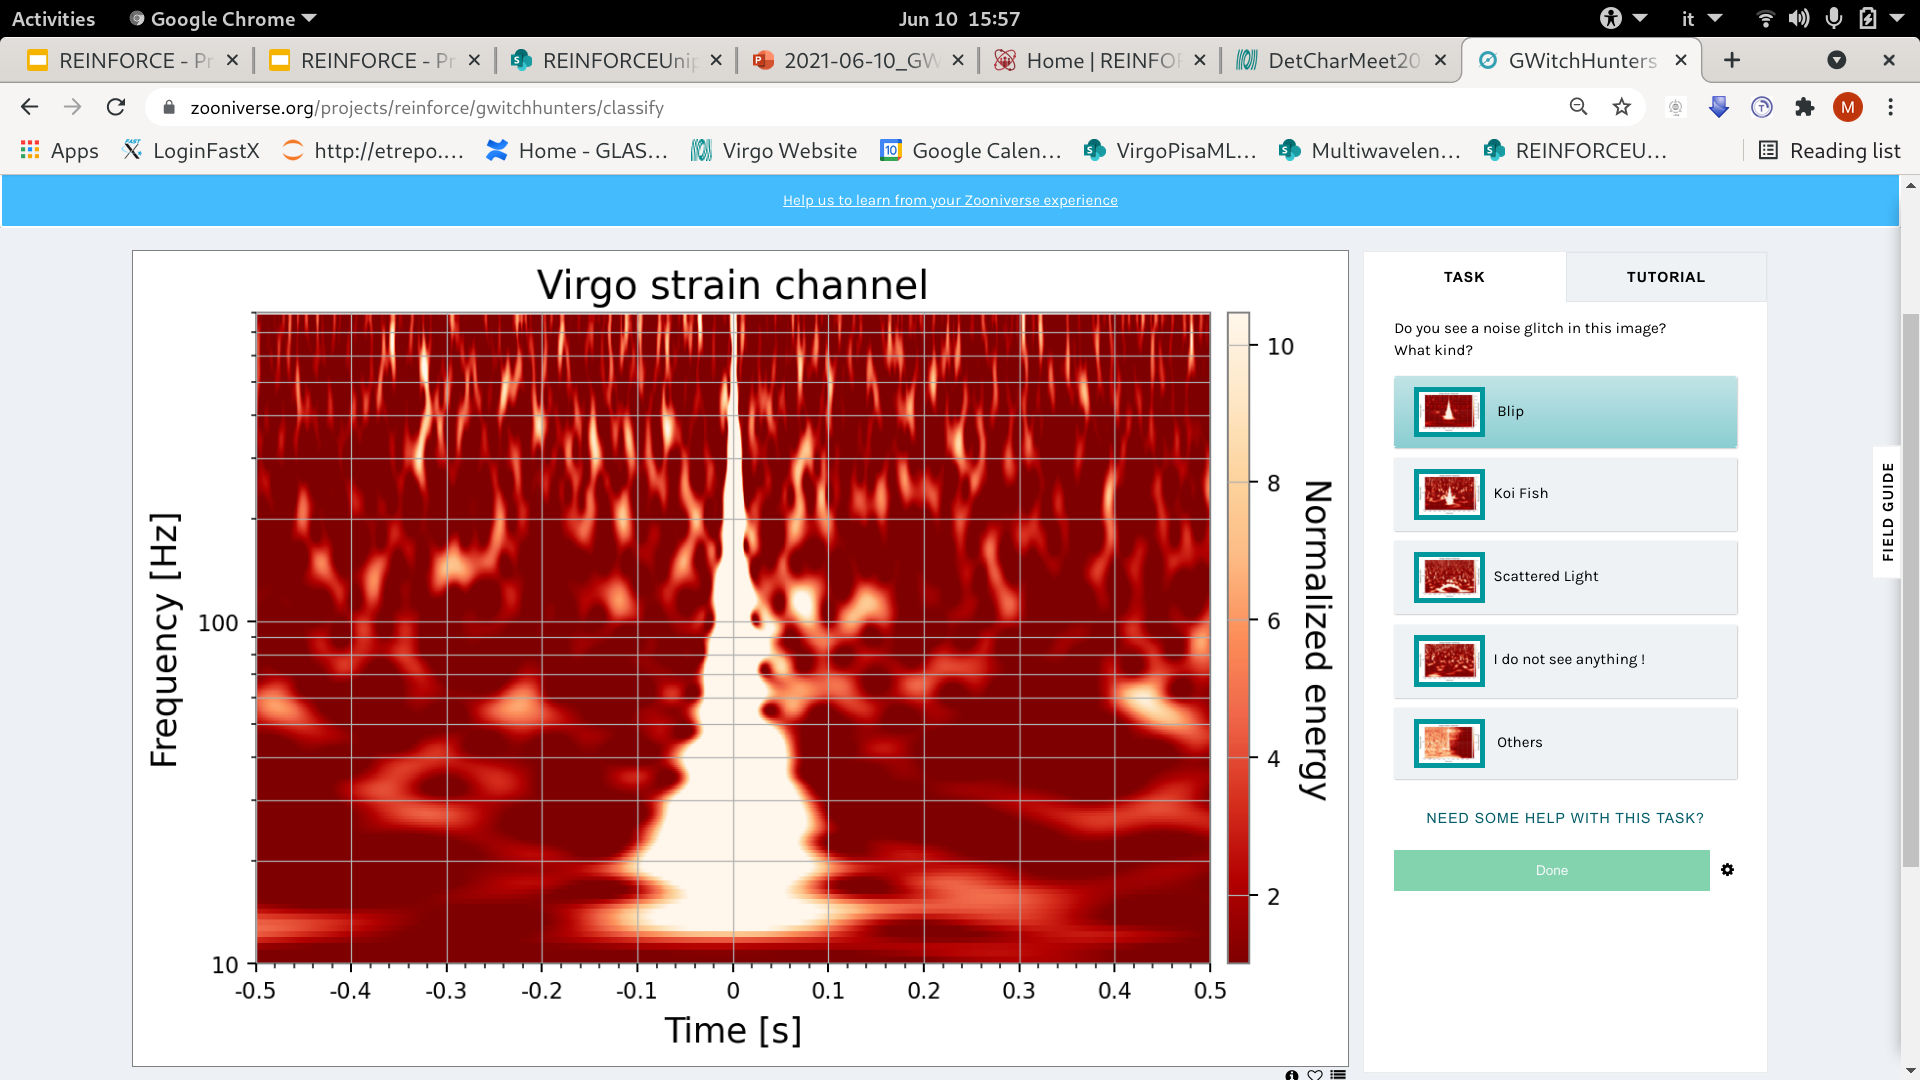 Activities
Google Chrome
Jun 10 15:57
it
REINFORCE - Pr
REINFORCE - Pr
REINFORCEUnip
2021-06-10_GW
Home | REINFOR
DetCharMeet20
GWitchHunters
zooniverse.org/projects/reinforce/gwitchhunters/classify
M
Apps
LoginFastX
http://etrepo....
Home - GLAS...
Virgo Website
10
Google Calen...
VirgoPisaML...
Multiwavelen...
REINFORCEU...
Reading list
Help us to learn from your Zooniverse experience
Virgo strain channel
Frequency [Hz]
100
10
-0.5 -0.4 -0.3 -0.2 -0.1 0 0.1 0.2 0.3 0.4 0.5
Time [s]
10
8
6
4
2
Normalized energy
TASK
TUTORIAL
Do you see a noise glitch in this image?
What kind?
Blip
Koi Fish
Scattered Light
I do not see anything !
Others
NEED SOME HELP WITH THIS TASK?
Done
FIELD GUIDE